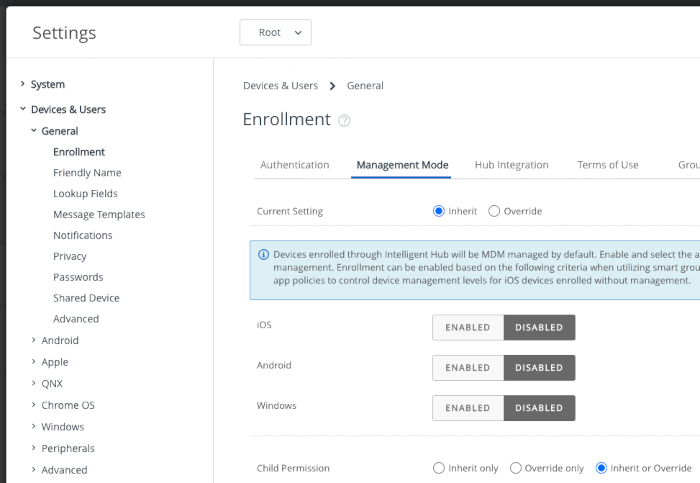 Settings
Root
System
Devices & Users
General
Enrollment
Friendly Name
Lookup Fields
Message Templates
Notifications
Privacy
Passwords
Shared Device
Advanced
Android
Apple
QNX
Chrome OS
Windows
Peripherals
Advanced
Devices & Users > General
Enrollment
Authentication Management Mode Hub Integration Terms of Use
Current Setting Inherit Override
Devices enrolled through Intelligent Hub will be MDM managed by default. Enable and select the
management. Enrollment can be enabled based on the following criteria when utilizing smart
app policies to control device management levels for iOS devices enrolled without management.
iOS ENABLED DISABLED
Android ENABLED DISABLED
Windows ENABLED DISABLED
Child Permission Inherit only Override only Inherit or Override